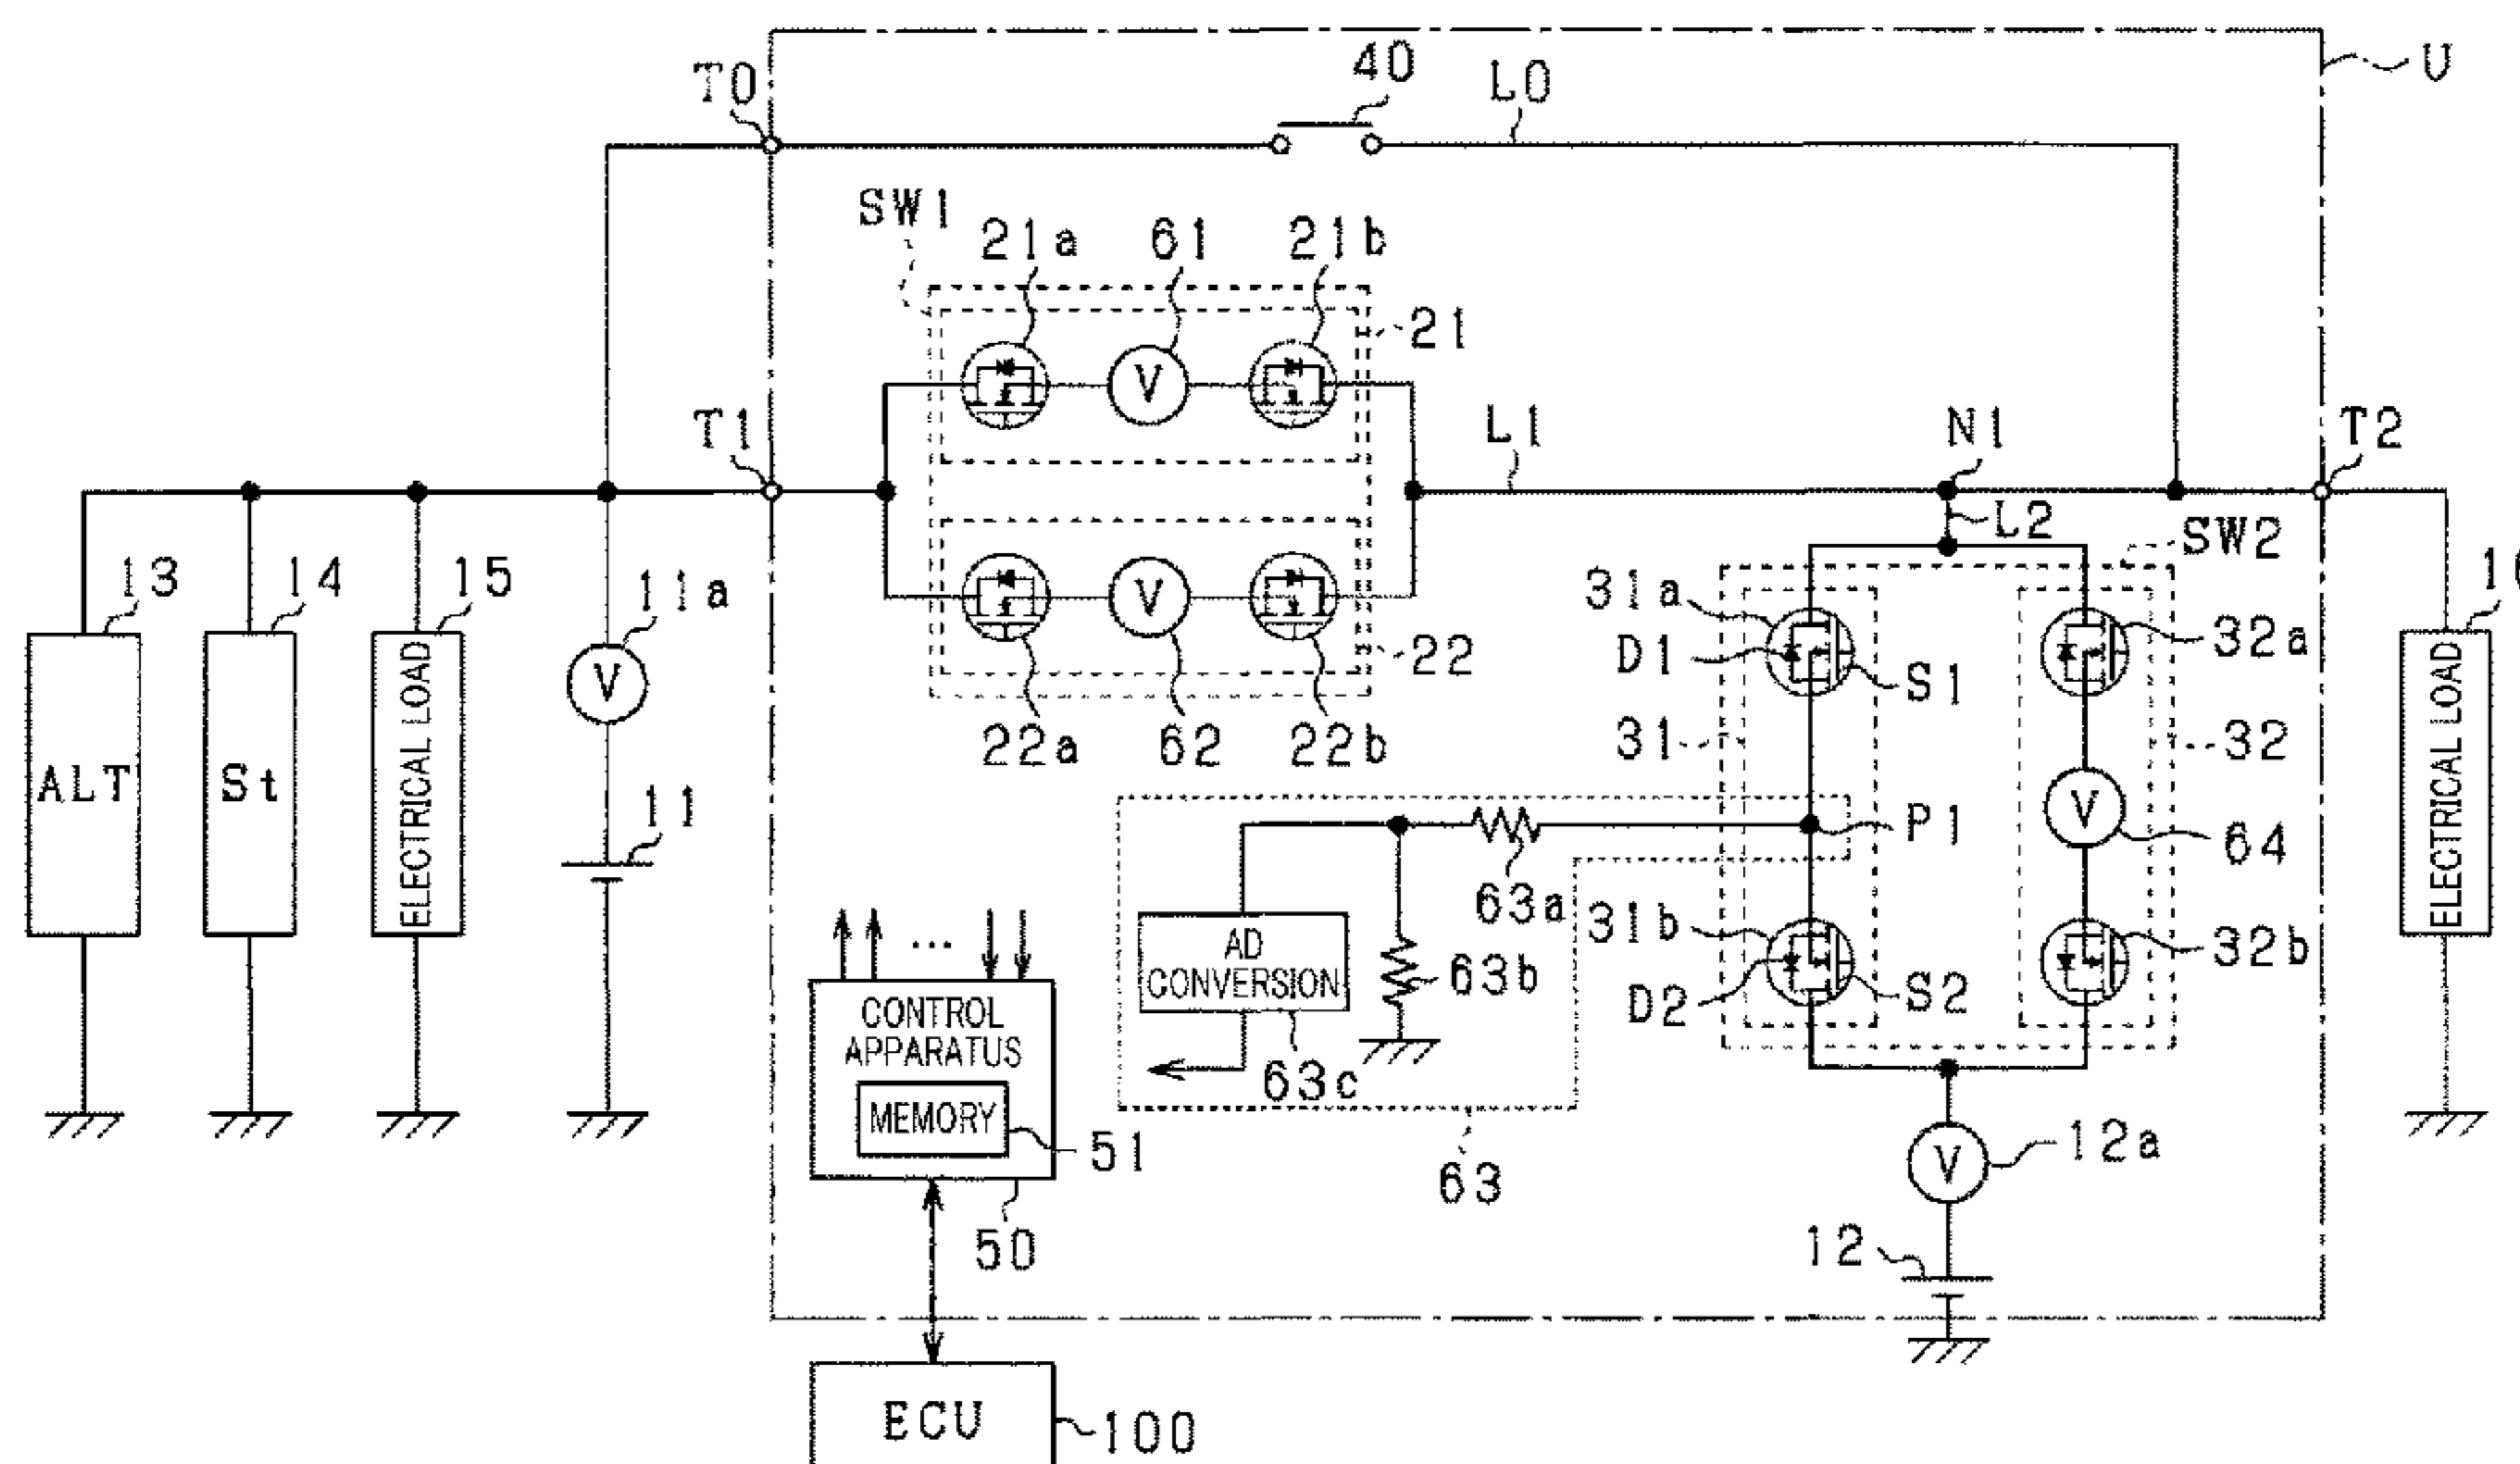 U
T0
40
L0
SW1
21a
61
21b
21
T1
L1
N1
T2
L2
SW2
13
14
15
11a
V
V
31a
D1
S1
31
32a
32
22
22a
62
22b
V
V
ALT
St
ELECTRICAL LOAD
11
ELECTRICAL LOAD
P1
V
64
63a
31b
D2
S2
32b
AD
CONVERSION
63b
63c
...
CONTROL
APPARATUS
MEMORY
51
50
63
V
12a
12
ECU
100